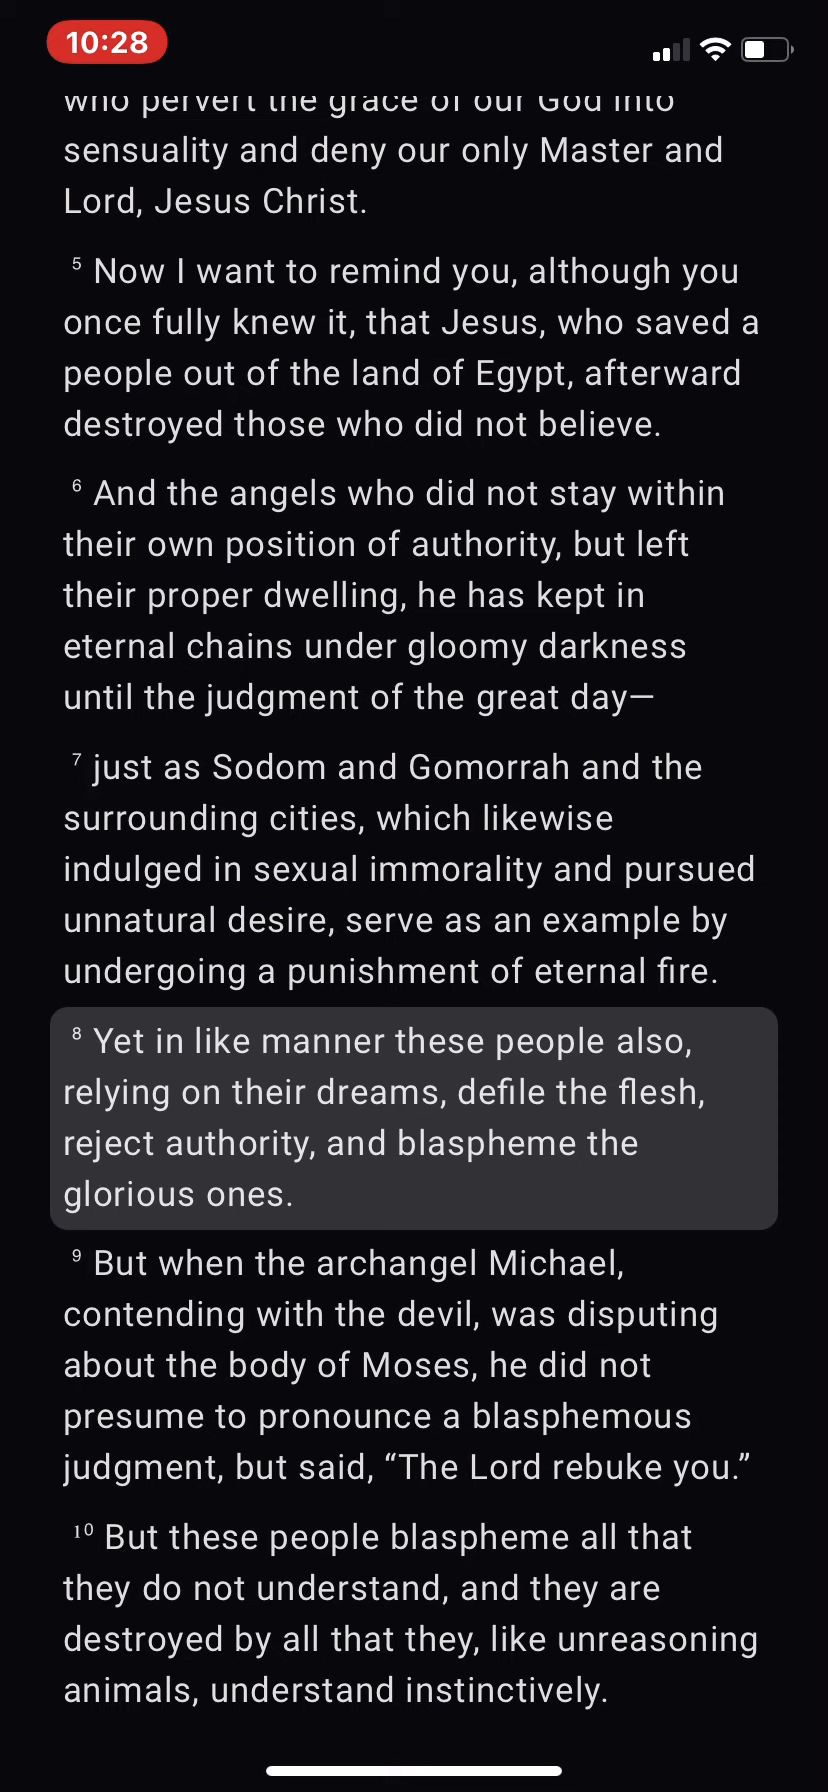 10:28
who pervert the grace of our God into
sensuality and deny our only Master and
Lord, Jesus Christ.
5 Now I want to remind you, although you
once fully knew it, that Jesus, who saved a
people out of the land of Egypt, afterward
destroyed those who did not believe.
6 And the angels who did not stay within
their own position of authority, but left
their proper dwelling, he has kept in
eternal chains under gloomy darkness
until the judgment of the great day—
7 just as Sodom and Gomorrah and the
surrounding cities, which likewise
indulged in sexual immorality and pursued
unnatural desire, serve as an example by
undergoing a punishment of eternal fire.
8 Yet in like manner these people also,
relying on their dreams, defile the flesh,
reject authority, and blaspheme the
glorious ones.
9 But when the archangel Michael,
contending with the devil, was disputing
about the body of Moses, he did not
presume to pronounce a blasphemous
judgment, but said, “The Lord rebuke you.”
10 But these people blaspheme all that
they do not understand, and they are
destroyed by all that they, like unreasoning
animals, understand instinctively.